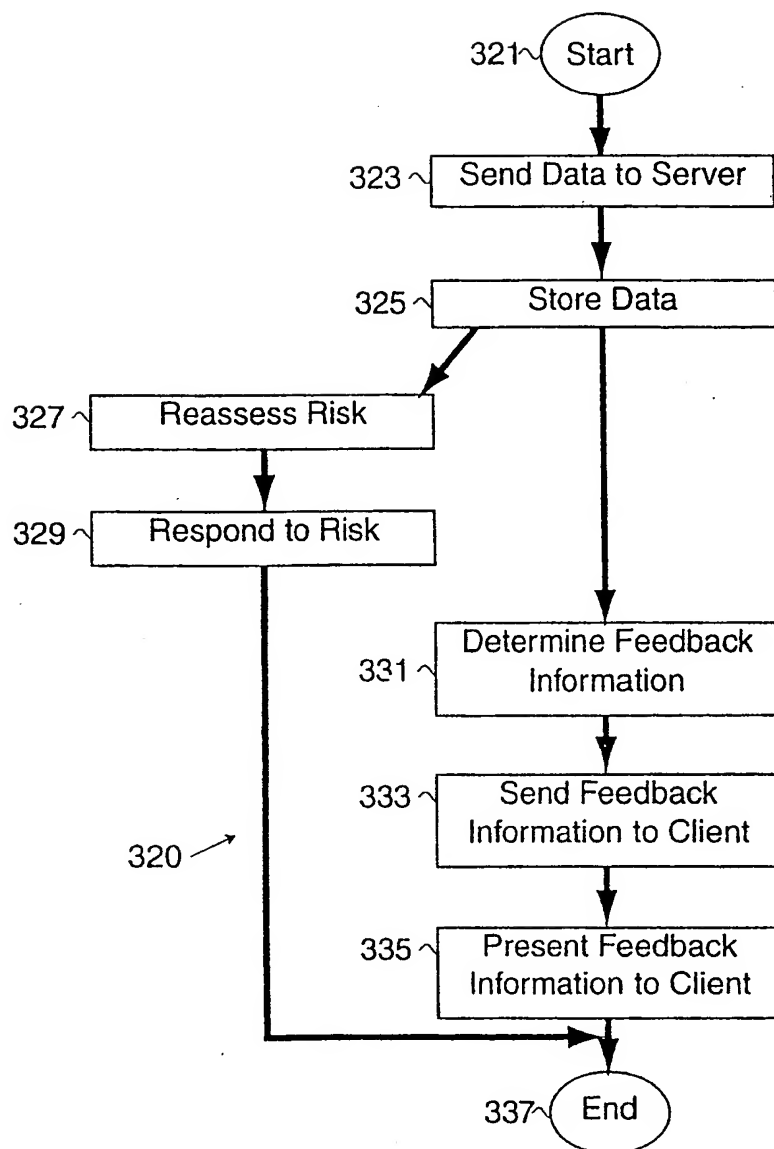 321
Start
323
Send Data to Server
325
Store Data
327
Reassess Risk
329
Respond to Risk
331
Determine Feedback
Information
333
Send Feedback
Information to Client
320
335
Present Feedback
Information to Client
337
End